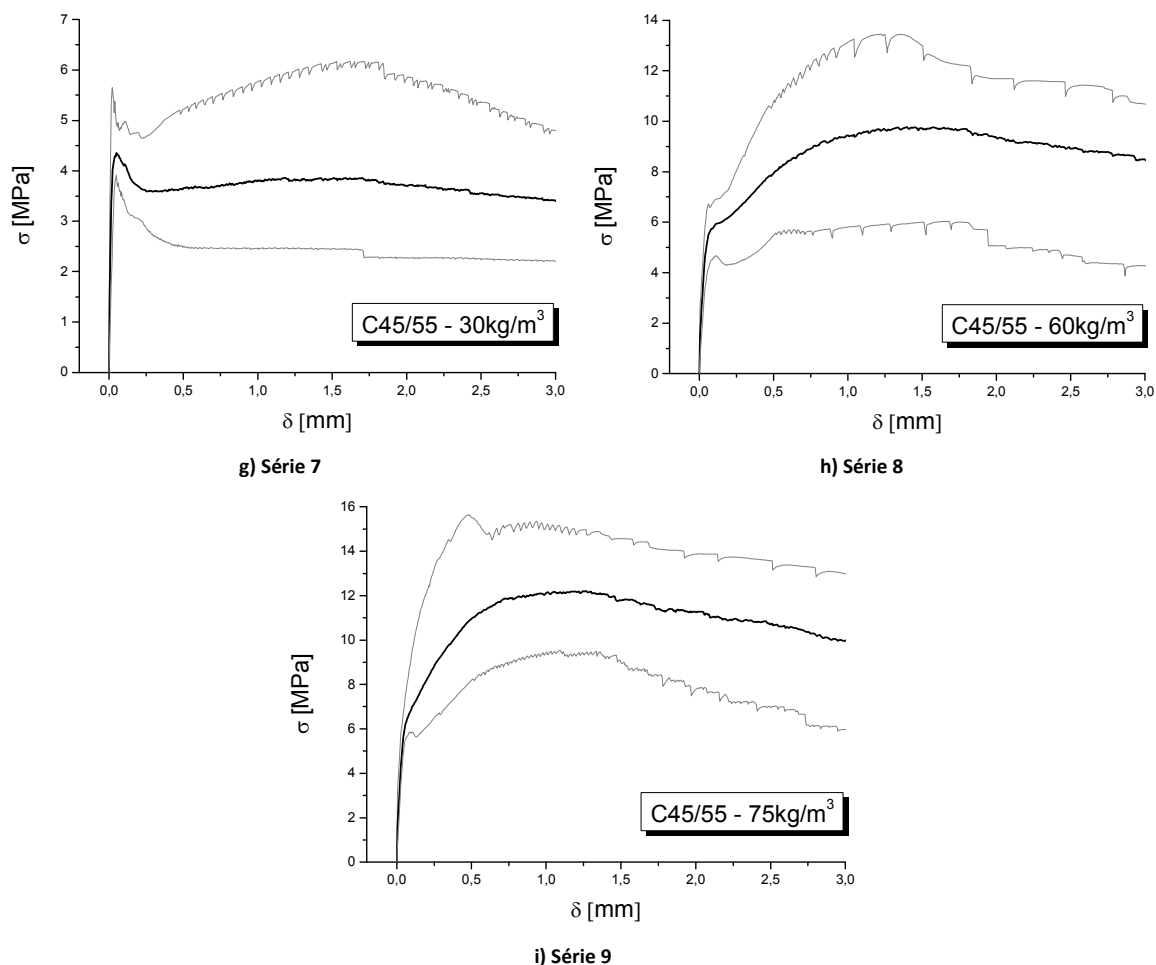 7
6
5
4
3
2
1
0
σ [MPa]
C45/55 - 30kg/m³
0,0 0,5 1,0 1,5 2,0 2,5 3,0
δ [mm]
g) Série 7
14
12
10
8
6
4
2
0
σ [MPa]
C45/55 - 60kg/m³
0,0 0,5 1,0 1,5 2,0 2,5 3,0
δ [mm]
h) Série 8
16
14
12
10
8
6
4
2
0
σ [MPa]
C45/55 - 75kg/m³
0,0 0,5 1,0 1,5 2,0 2,5 3,0
δ [mm]
i) Série 9